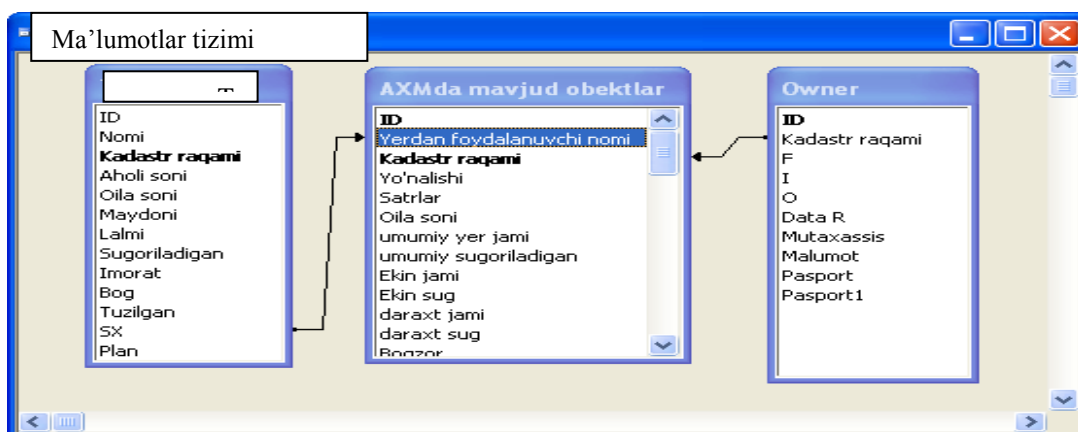 Ma’lumotlar tizimi
ID
Nomi
Kadastr raqami
Aholi soni
Oila soni
Maydoni
Lalmi
Sugoriladigan
Imorat
Bog
Tuzilgan
SX
Plan
AXMda mavjud obektlar
ID
Yerdan foydalanuvchi nomi
Kadastr raqami
Yo'nalishi
Satrlar
Oila soni
umumiy yer jami
umumiy sugoriladigan
Ekin jami
Ekin sug
daraxt jami
daraxt sug
Bogzor
Owner
ID
Kadastr raqami
F
I
O
Data R
Mutaxassis
Malumot
Pasport
Pasport1